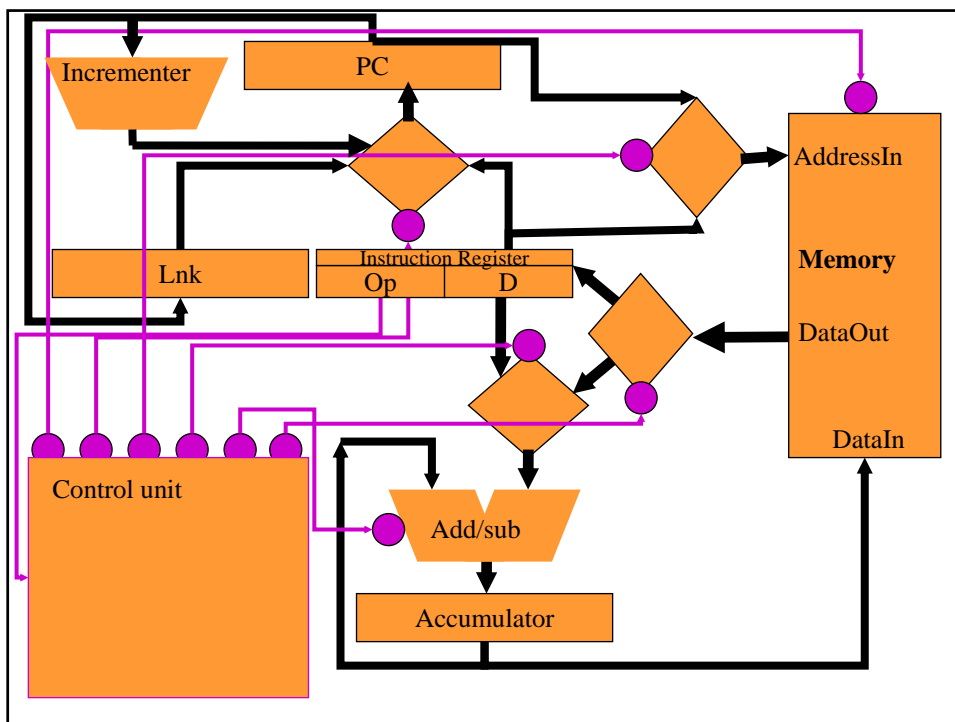 Incrementer
PC
AddressIn
Instruction Register
Lnk
Op
D
Memory
DataOut
DataIn
Control unit
Add/sub
Accumulator